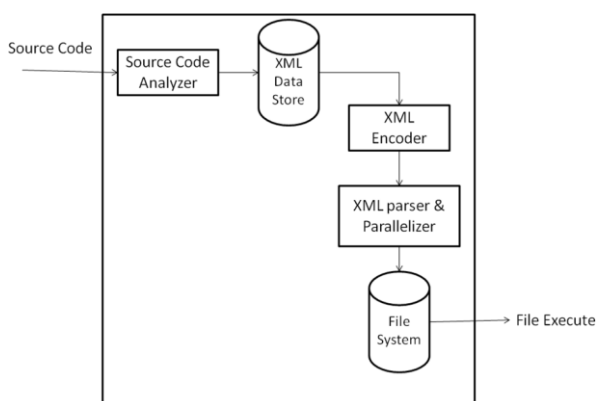 Source Code
Source Code
Analyzer
XML
Data
Store
XML
Encoder
XML parser &
Parallelizer
File
System
File Execute